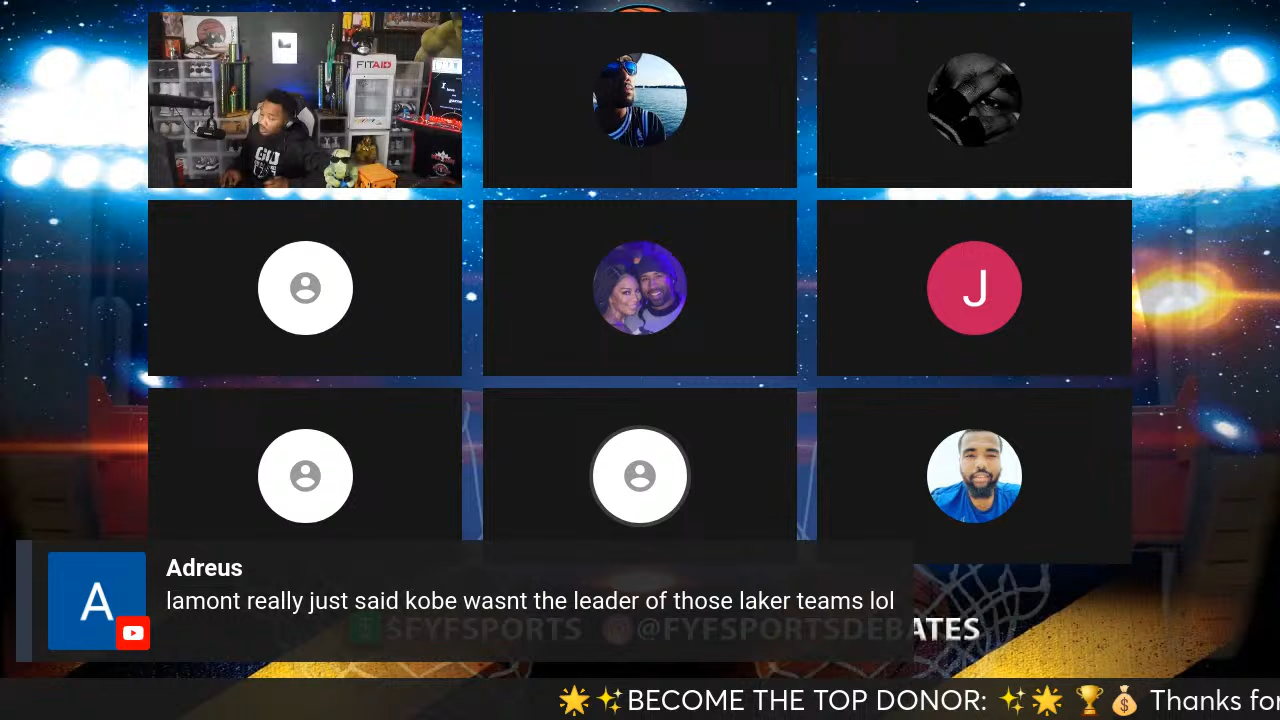 FITAID
J
A
Adreus
lamont really just said kobe wasnt the leader of those laker teams lol
FYFSPORTS @FYFSPORTSDEBATES
🌟✨BECOME THE TOP DONOR: ✨🌟 🏆💰 Thanks for